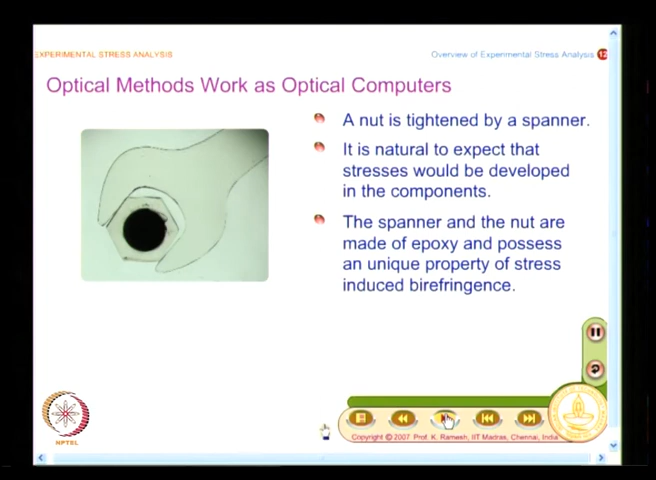 EXPERIMENTAL STRESS ANALYSIS
Overview of Experimental Stress Analysis 12
Optical Methods Work as Optical Computers
A nut is tightened by a spanner.
It is natural to expect that
stresses would be developed
in the components.
The spanner and the nut are
made of epoxy and possess
an unique property of stress
induced birefringence.
NPTEL
Copyright © 2007 Prof. K. Ramesh, IIT Madras, Chennai, India